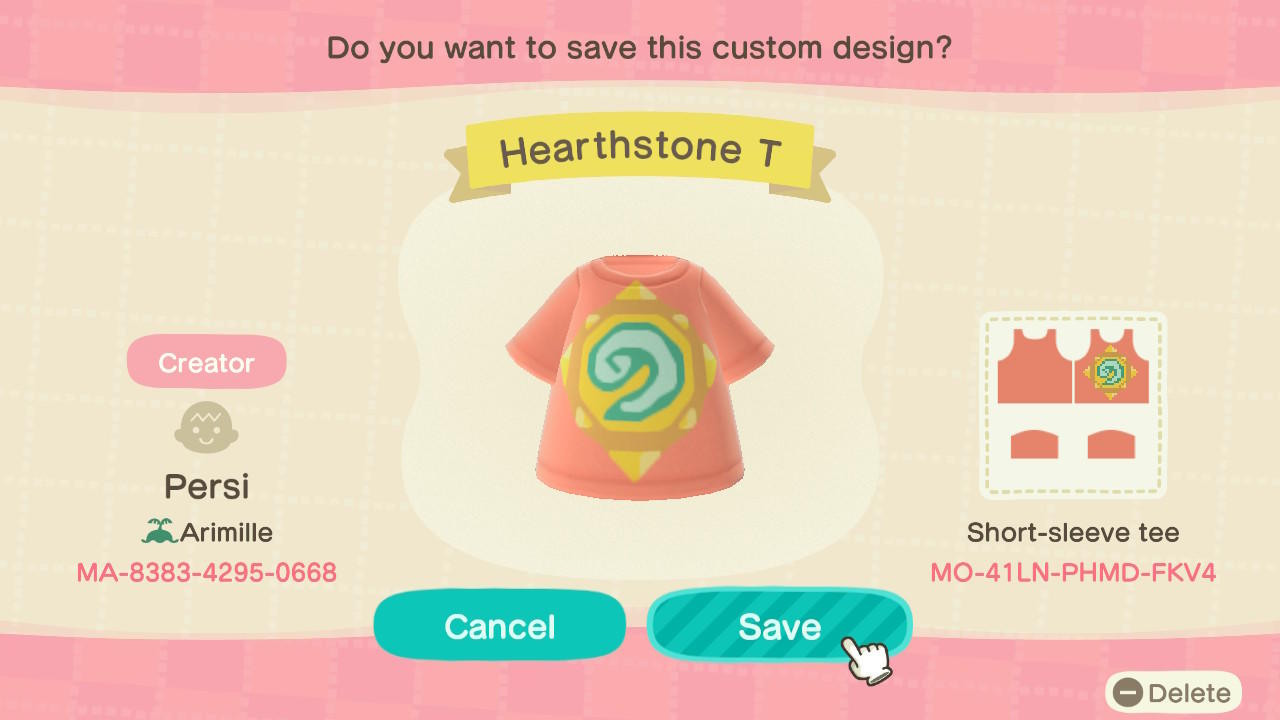 Do you want to save this custom design?
Hearthstone T
Creator
Persi
Arimille
MA-8383-4295-0668
Short-sleeve tee
MO-41LN-PHMD-FKV4
Cancel
Save
Delete